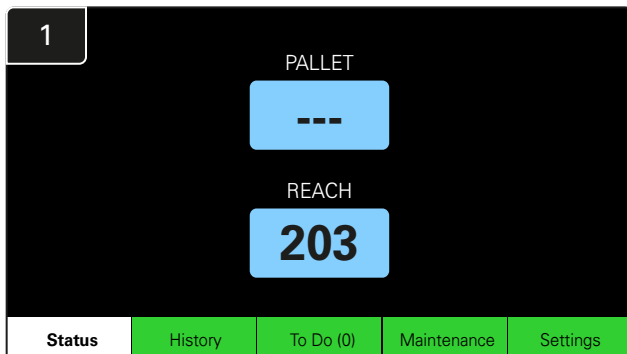 1
PALLET
---
REACH
203
Status History To Do (0) Maintenance Settings